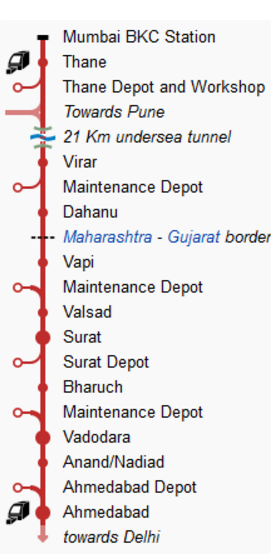 Mumbai BKC Station
Thane
Thane Depot and Workshop
Towards Pune
21 Km undersea tunnel
Virar
Maintenance Depot
Dahanu
Maharashtra - Gujarat border
Vapi
Maintenance Depot
Valsad
Surat
Surat Depot
Bharuch
Maintenance Depot
Vadodara
Anand/Nadiad
Ahmedabad Depot
Ahmedabad
towards Delhi